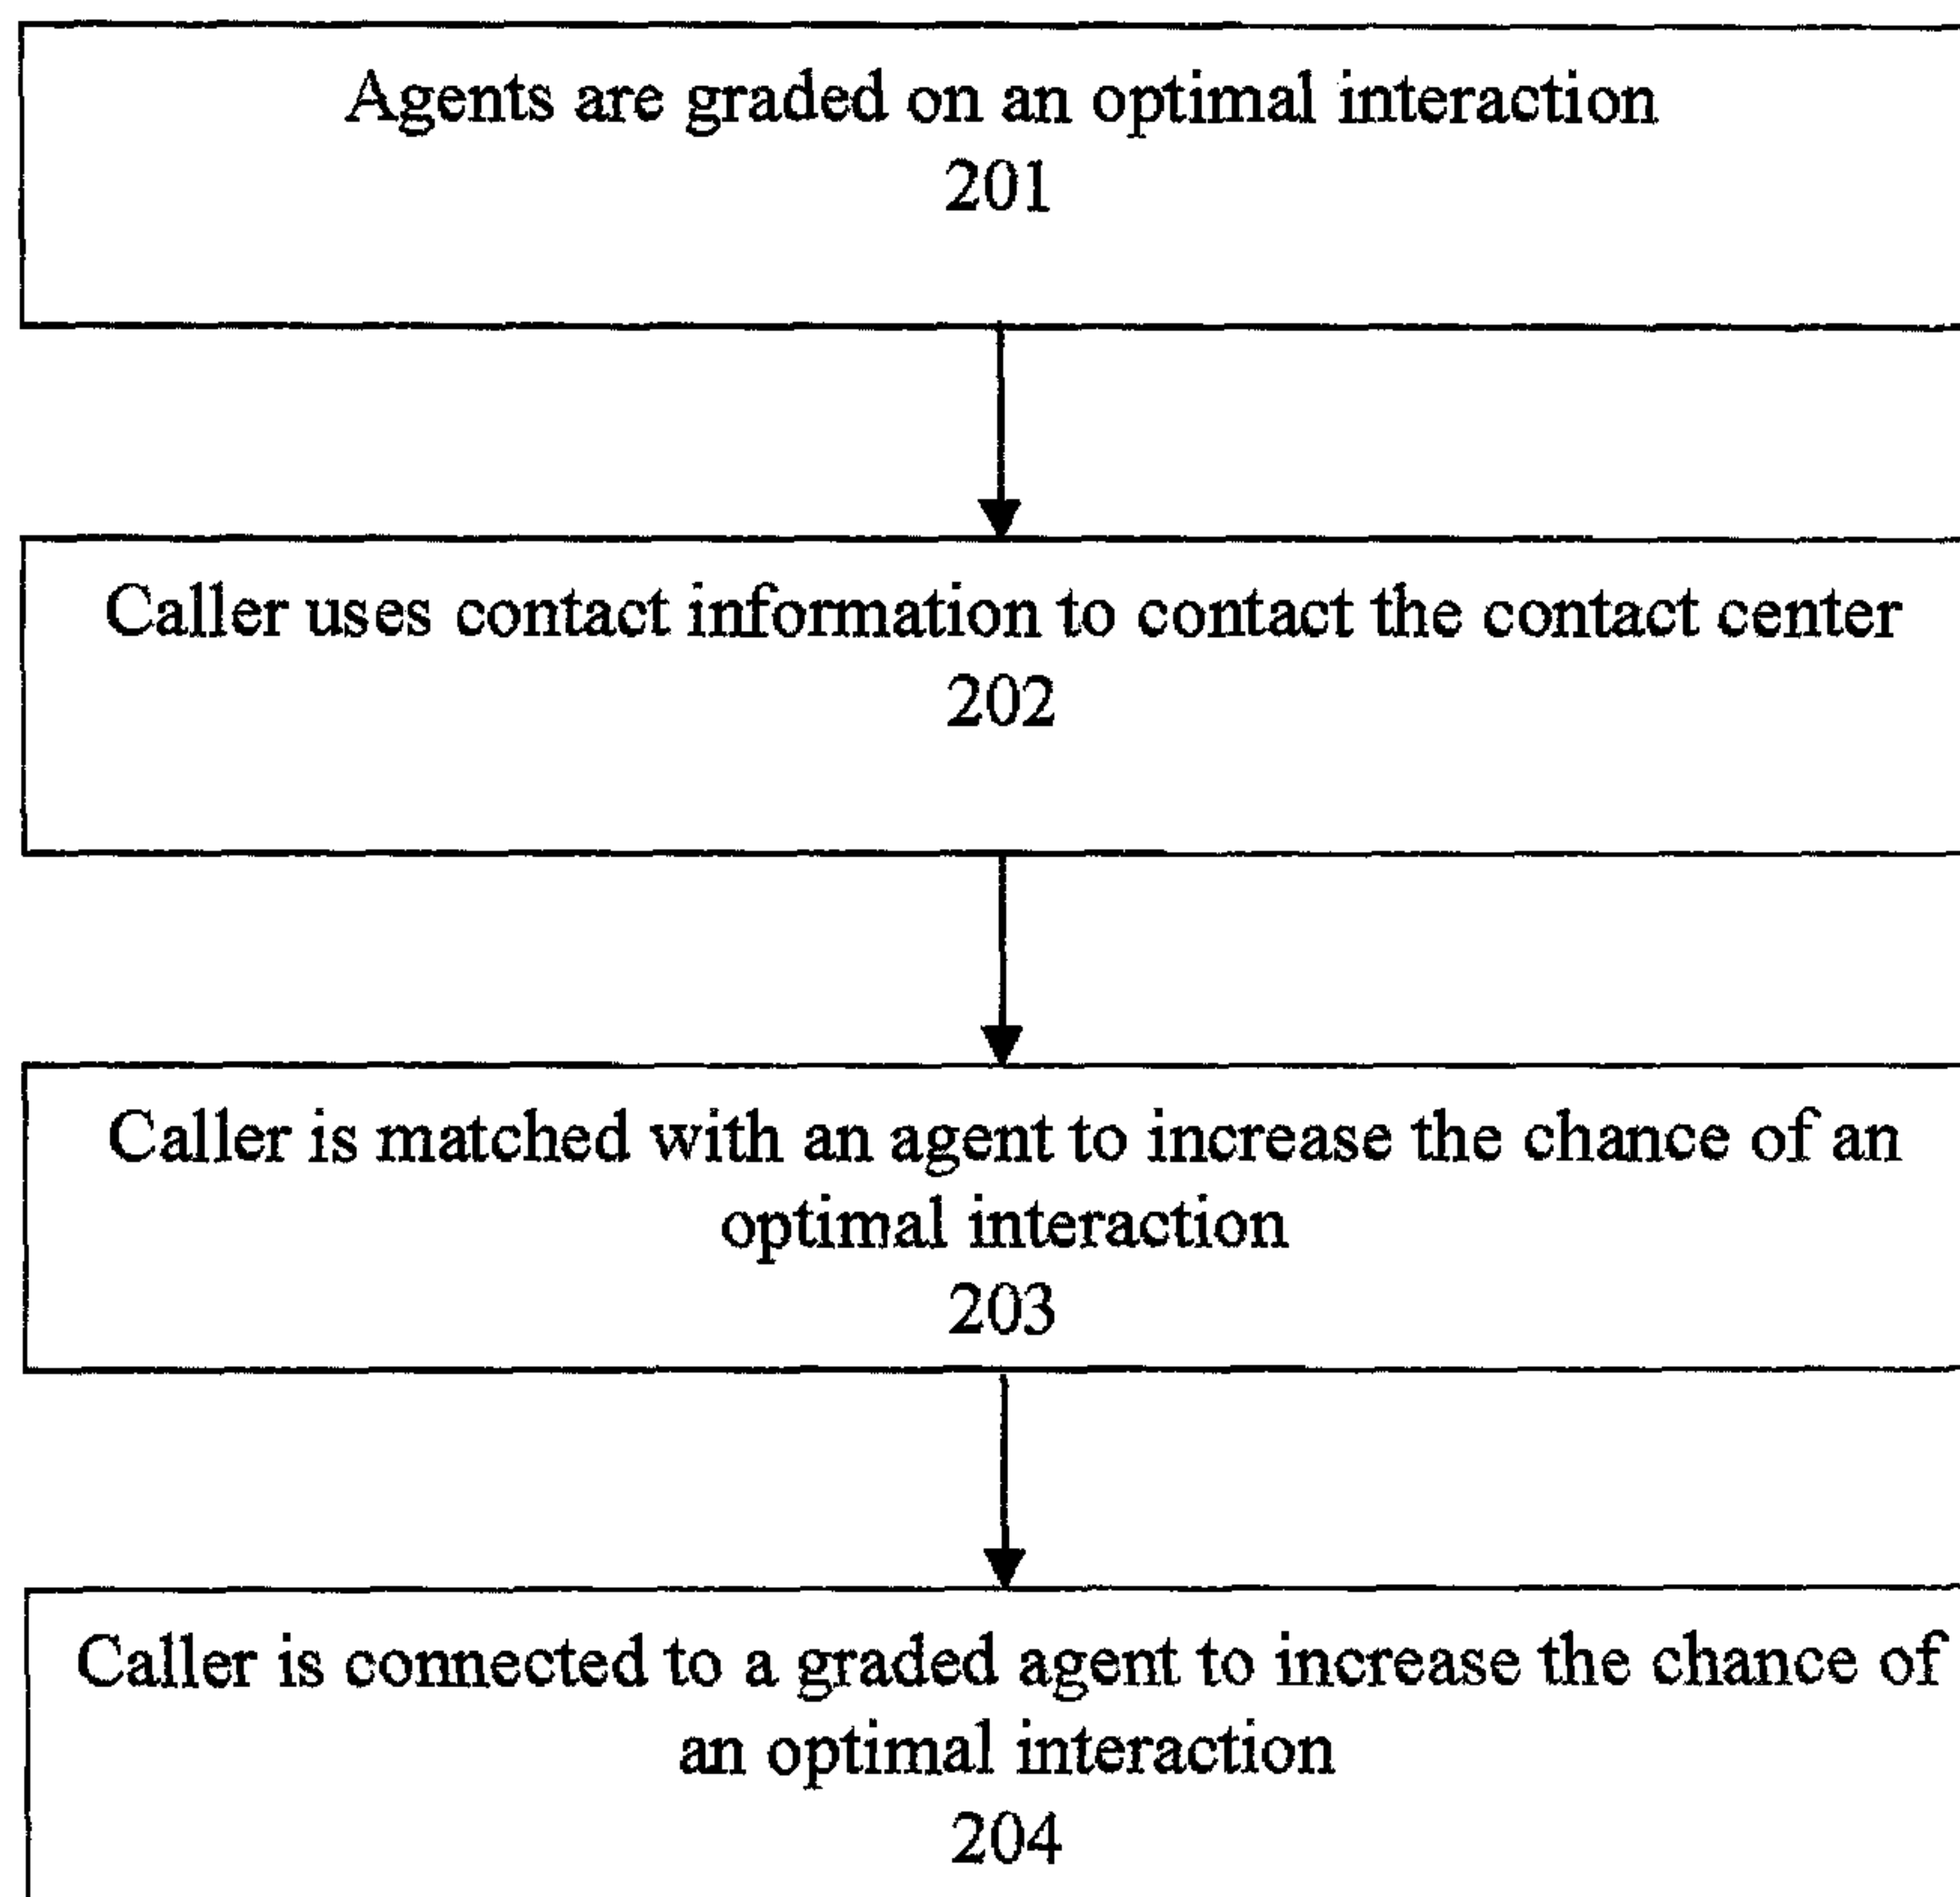 Agents are graded on an optimal interaction
201
Caller uses contact information to contact the contact center
202
Caller is matched with an agent to increase the chance of an
optimal interaction
203
Caller is connected to a graded agent to increase the chance of
an optimal interaction
204